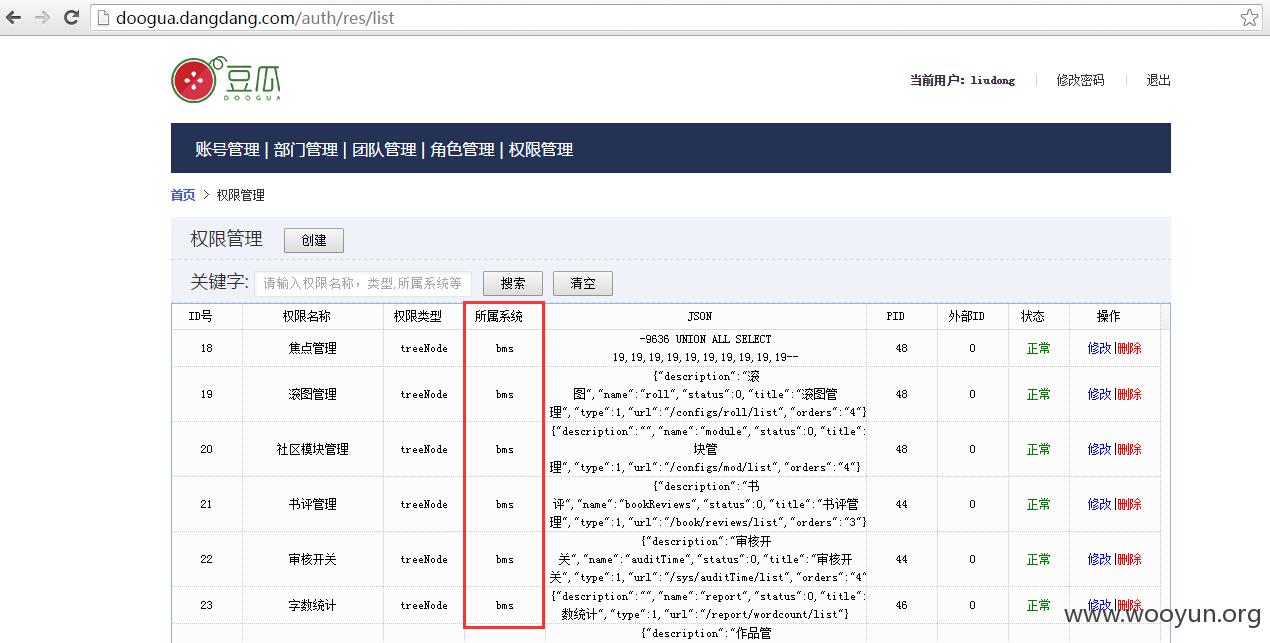 doogua.dangdang.com/auth/res/list
豆瓜
DOOGUA
当前用户：liudong 修改密码 退出
账号管理 | 部门管理 | 团队管理 | 角色管理 | 权限管理
首页 > 权限管理
权限管理 创建
关键字: 请输入权限名称，类型,所属系统等 搜索 清空
ID号 权限名称 权限类型 所属系统 JSON PID 外部ID 状态 操作
-9636 UNION ALL SELECT
18 焦点管理 treeNode bms 48 0 正常 修改|删除
19,19,19,19,19,19,19,19,19,19--
{"description":"滚
19 滚图管理 treeNode bms 图","name":"roll","status":0,"title":"滚图管 48 0 正常 修改|删除
理","type":1,"url":"/configs/roll/list","orders":"4"}
{"description":"","name":"module","status":0,"title":
20 社区模块管理 treeNode bms 块管 48 0 正常 修改|删除
理","type":1,"url":"/configs/mod/list","orders":"4"}
{"description":"书
21 书评管理 treeNode bms 评","name":"bookReviews","status":0,"title":"书评管 44 0 正常 修改|删除
理","type":1,"url":"/book/reviews/list","orders":"3"}
{"description":"审核开
22 审核开关 treeNode bms 关","name":"auditTime","status":0,"title":"审核开 44 0 正常 修改|删除
关","type":1,"url":"/sys/auditTime/list","orders":"4"
{"description":"","name":"report","status":0,"title":
23 字数统计 treeNode bms 46 0 正常 修改|删除
数统计","type":1,"url":"/report/wordcount/list"}
{"description":"作品管
www.wooyun.org